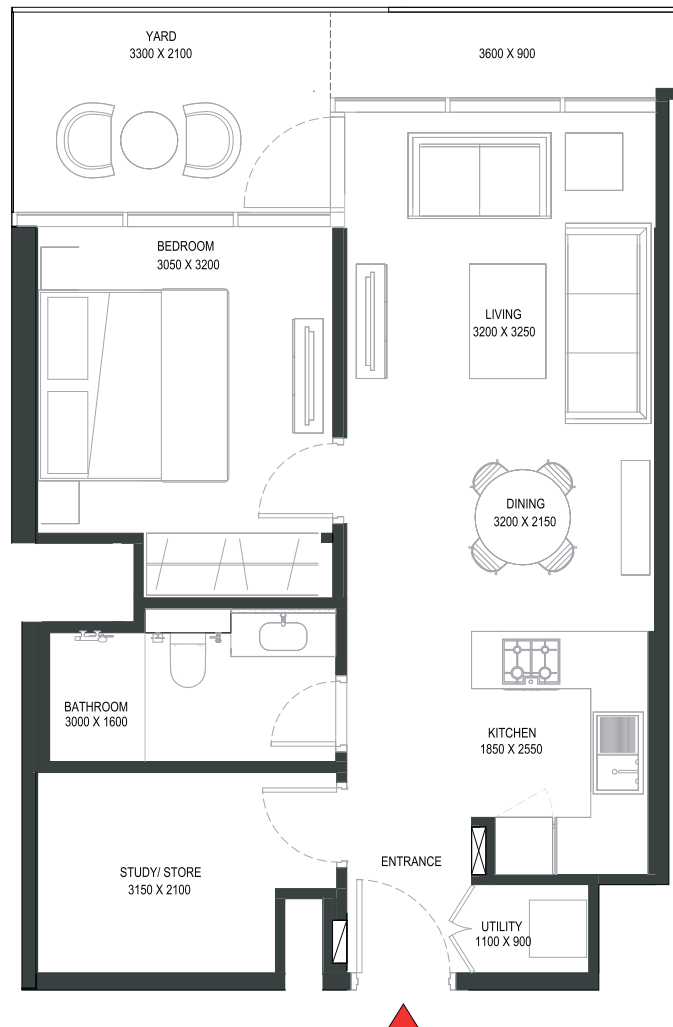 YARD
3300 X 2100
3600 X 900
BEDROOM
3050 X 3200
LIVING
3200 X 3250
DINING
3200 X 2150
BATHROOM
3000 X 1600
KITCHEN
1850 X 2550
ENTRANCE
STUDY/ STORE
3150 X 2100
UTILITY
1100 X 900